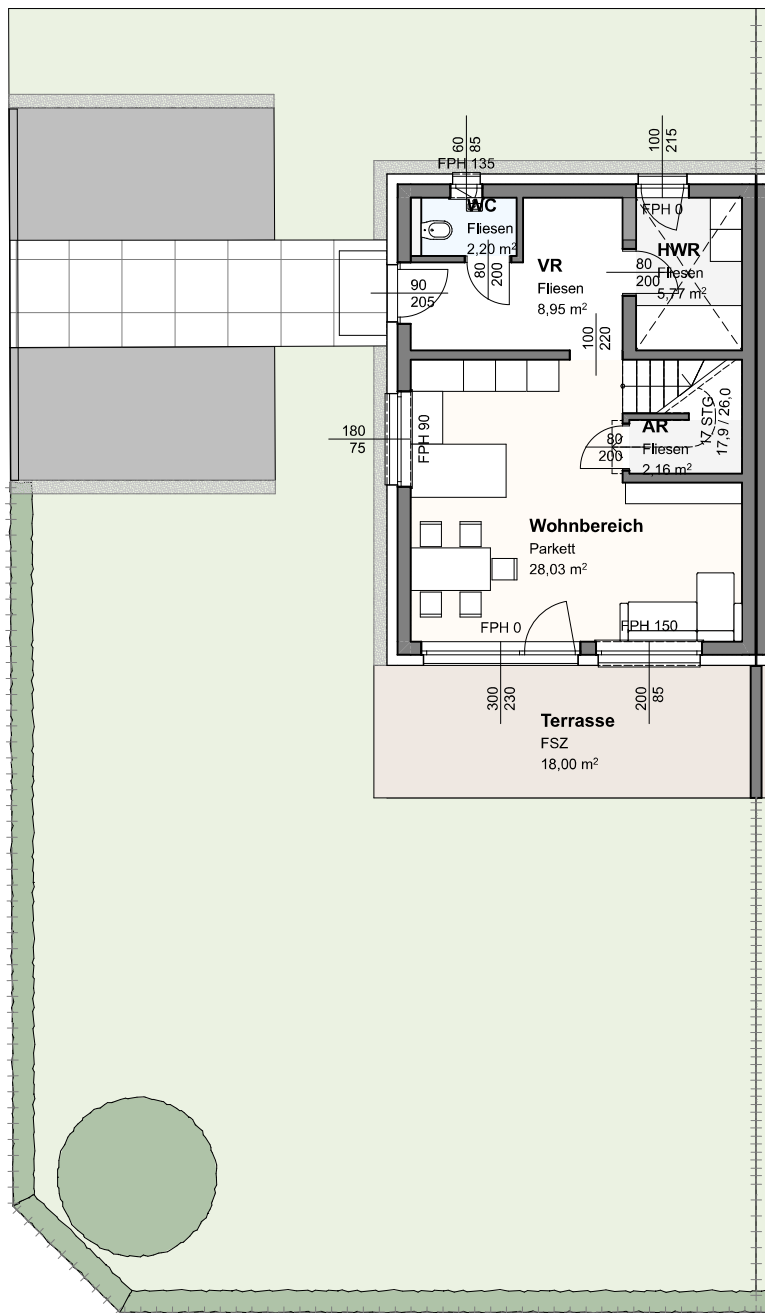 60
85
FPH 135
100
215
FPH 0
WC
Fliesen
2,20 m²
80
200
VR
Fliesen
8,95 m²
HWR
Fliesen
5,77 m²
80
200
90
205
100
220
180
75
FPH 90
17 STG
17,9 / 26,0
AR
Fliesen
2,16 m²
80
200
Wohnbereich
Parkett
28,03 m²
FPH 0
FPH 150
300
230
200
85
Terrasse
FSZ
18,00 m²